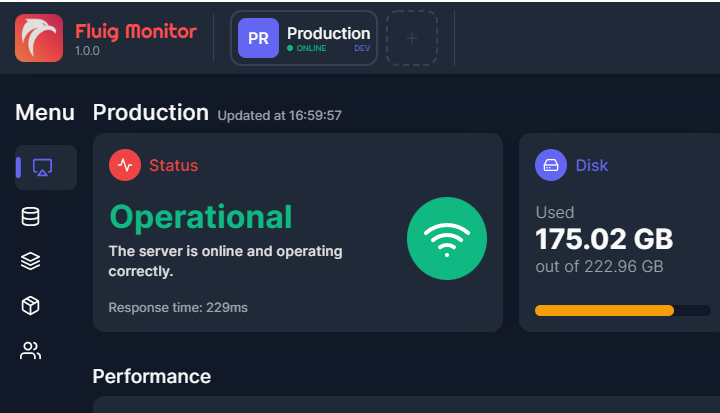 Fluig Monitor
1.0.0
PR
Production
ONLINE
DEV
+
Menu
Production
Updated at 16:59:57
Status
Operational
The server is online and operating
correctly.
Response time: 229ms
Disk
Used
175.02 GB
out of 222.96 GB
Performance